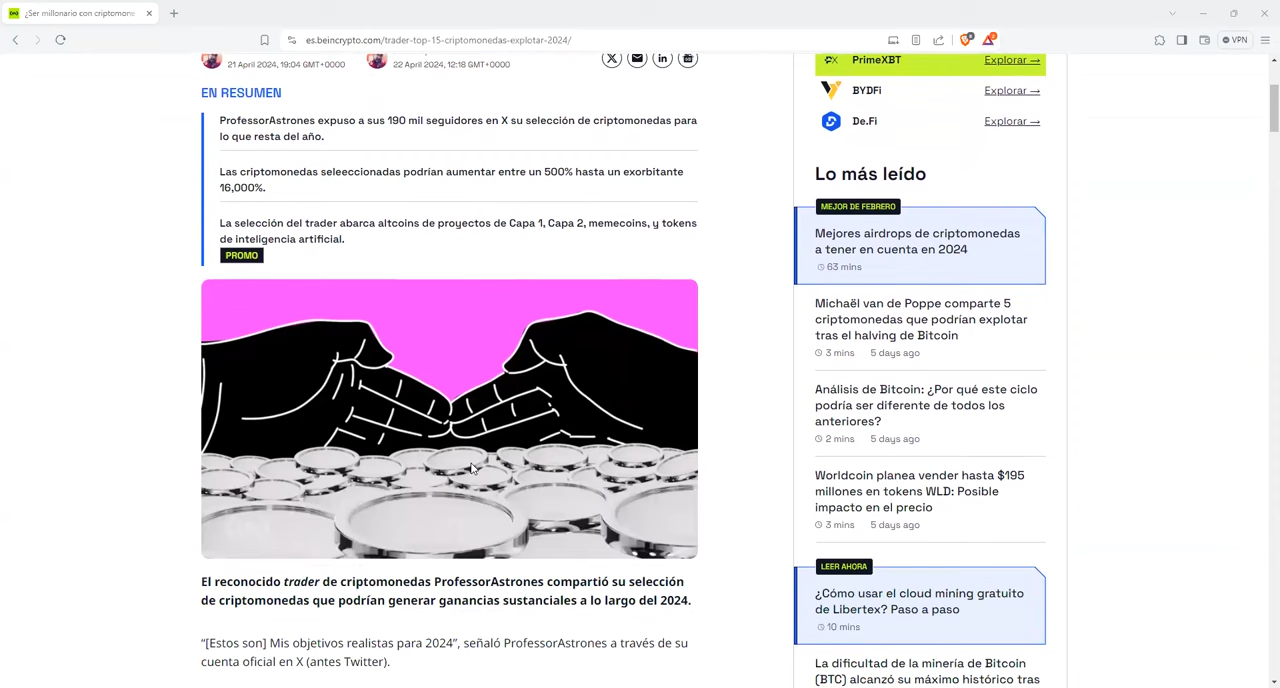 ¿Ser millonario con criptomone
es.beincrypto.com/trader-top-15-criptomonedas-explotar-2024/
VPN
21 April 2024, 19:04 GMT+0000
22 April 2024, 12:18 GMT+0000
EN RESUMEN
ProfessorAstrones expuso a sus 190 mil seguidores en X su selección de criptomonedas para
lo que resta del año.
Las criptomonedas seleeccionadas podrían aumentar entre un 500% hasta un exorbitante
16,000%.
La selección del trader abarca altcoins de proyectos de Capa 1, Capa 2, memecoins, y tokens
de inteligencia artificial.
PROMO
El reconocido trader de criptomonedas ProfessorAstrones compartió su selección
de criptomonedas que podrían generar ganancias sustanciales a lo largo del 2024.
“[Estos son] Mis objetivos realistas para 2024”, señaló ProfessorAstrones a través de su
cuenta oficial en X (antes Twitter).
PrimeXBT Explorar →
BYDFi Explorar →
De.Fi Explorar →
Lo más leído
MEJOR DE FEBRERO
Mejores airdrops de criptomonedas
a tener en cuenta en 2024
63 mins
Michaël van de Poppe comparte 5
criptomonedas que podrían explotar
tras el halving de Bitcoin
3 mins 5 days ago
Análisis de Bitcoin: ¿Por qué este ciclo
podría ser diferente de todos los
anteriores?
2 mins 5 days ago
Worldcoin planea vender hasta $195
millones en tokens WLD: Posible
impacto en el precio
3 mins 5 days ago
LEER AHORA
¿Cómo usar el cloud mining gratuito
de Libertex? Paso a paso
10 mins
La dificultad de la minería de Bitcoin
(BTC) alcanzó su máximo histórico tras